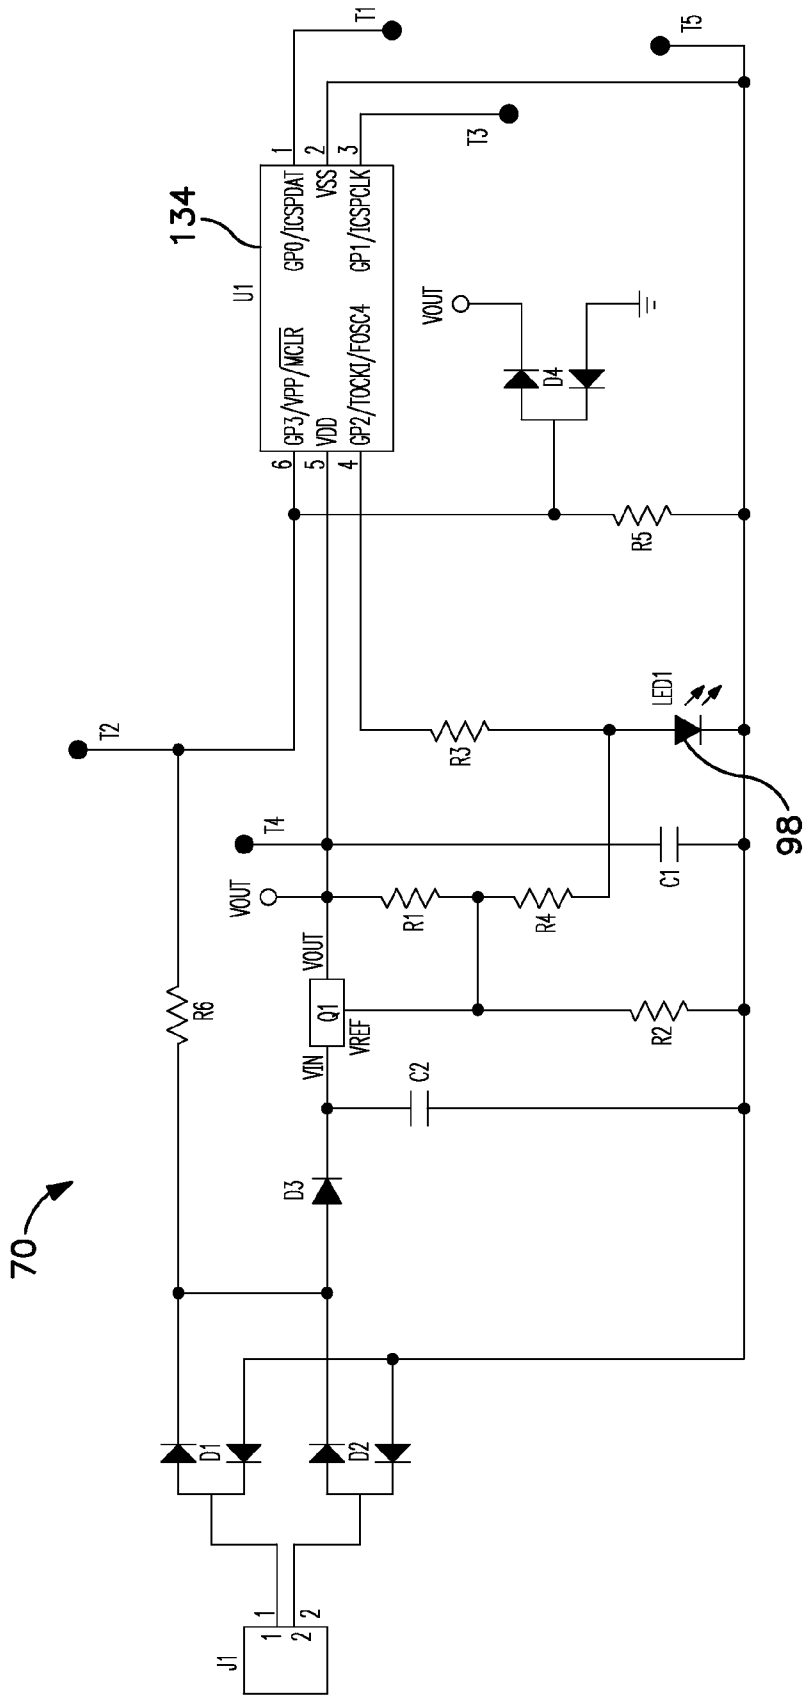 70
J1
1
2
1
2
D1
D2
D3
C2
R6
VIN
Q1
VREF
VOUT
VOUT
R1
R4
R2
T4
C1
98
T2
R3
LED1
R5
D4
VOUT
U1
134
6
GP3/VPP/MCLR
5
VDD
4
GP2/TOCKI/FOSC4
GP0/ICSPDAT
1
VSS
2
GP1/ICSPCLK
3
T1
T3
T5